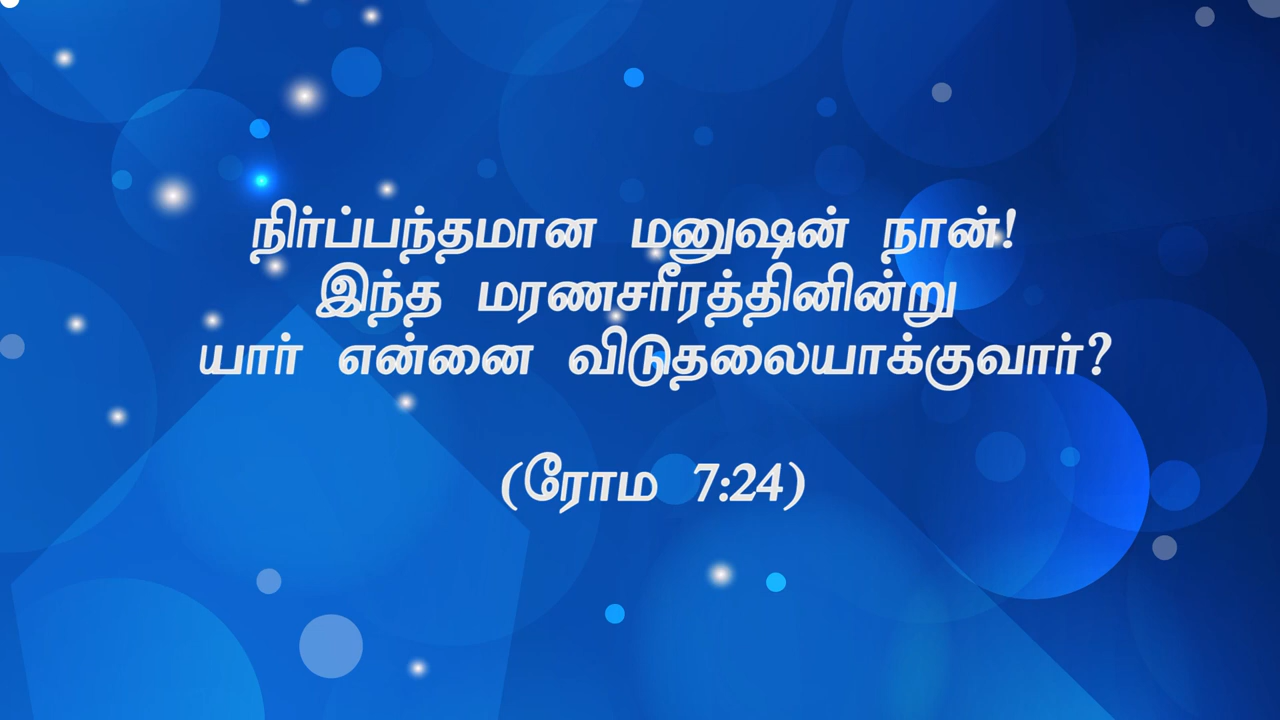 நிர்ப்பந்தமான மனுஷன் நான்!
இந்த மரணசரீரத்தினின்று
யார் என்னை விடுதலையாக்குவார்?
(ரோம 7:24)